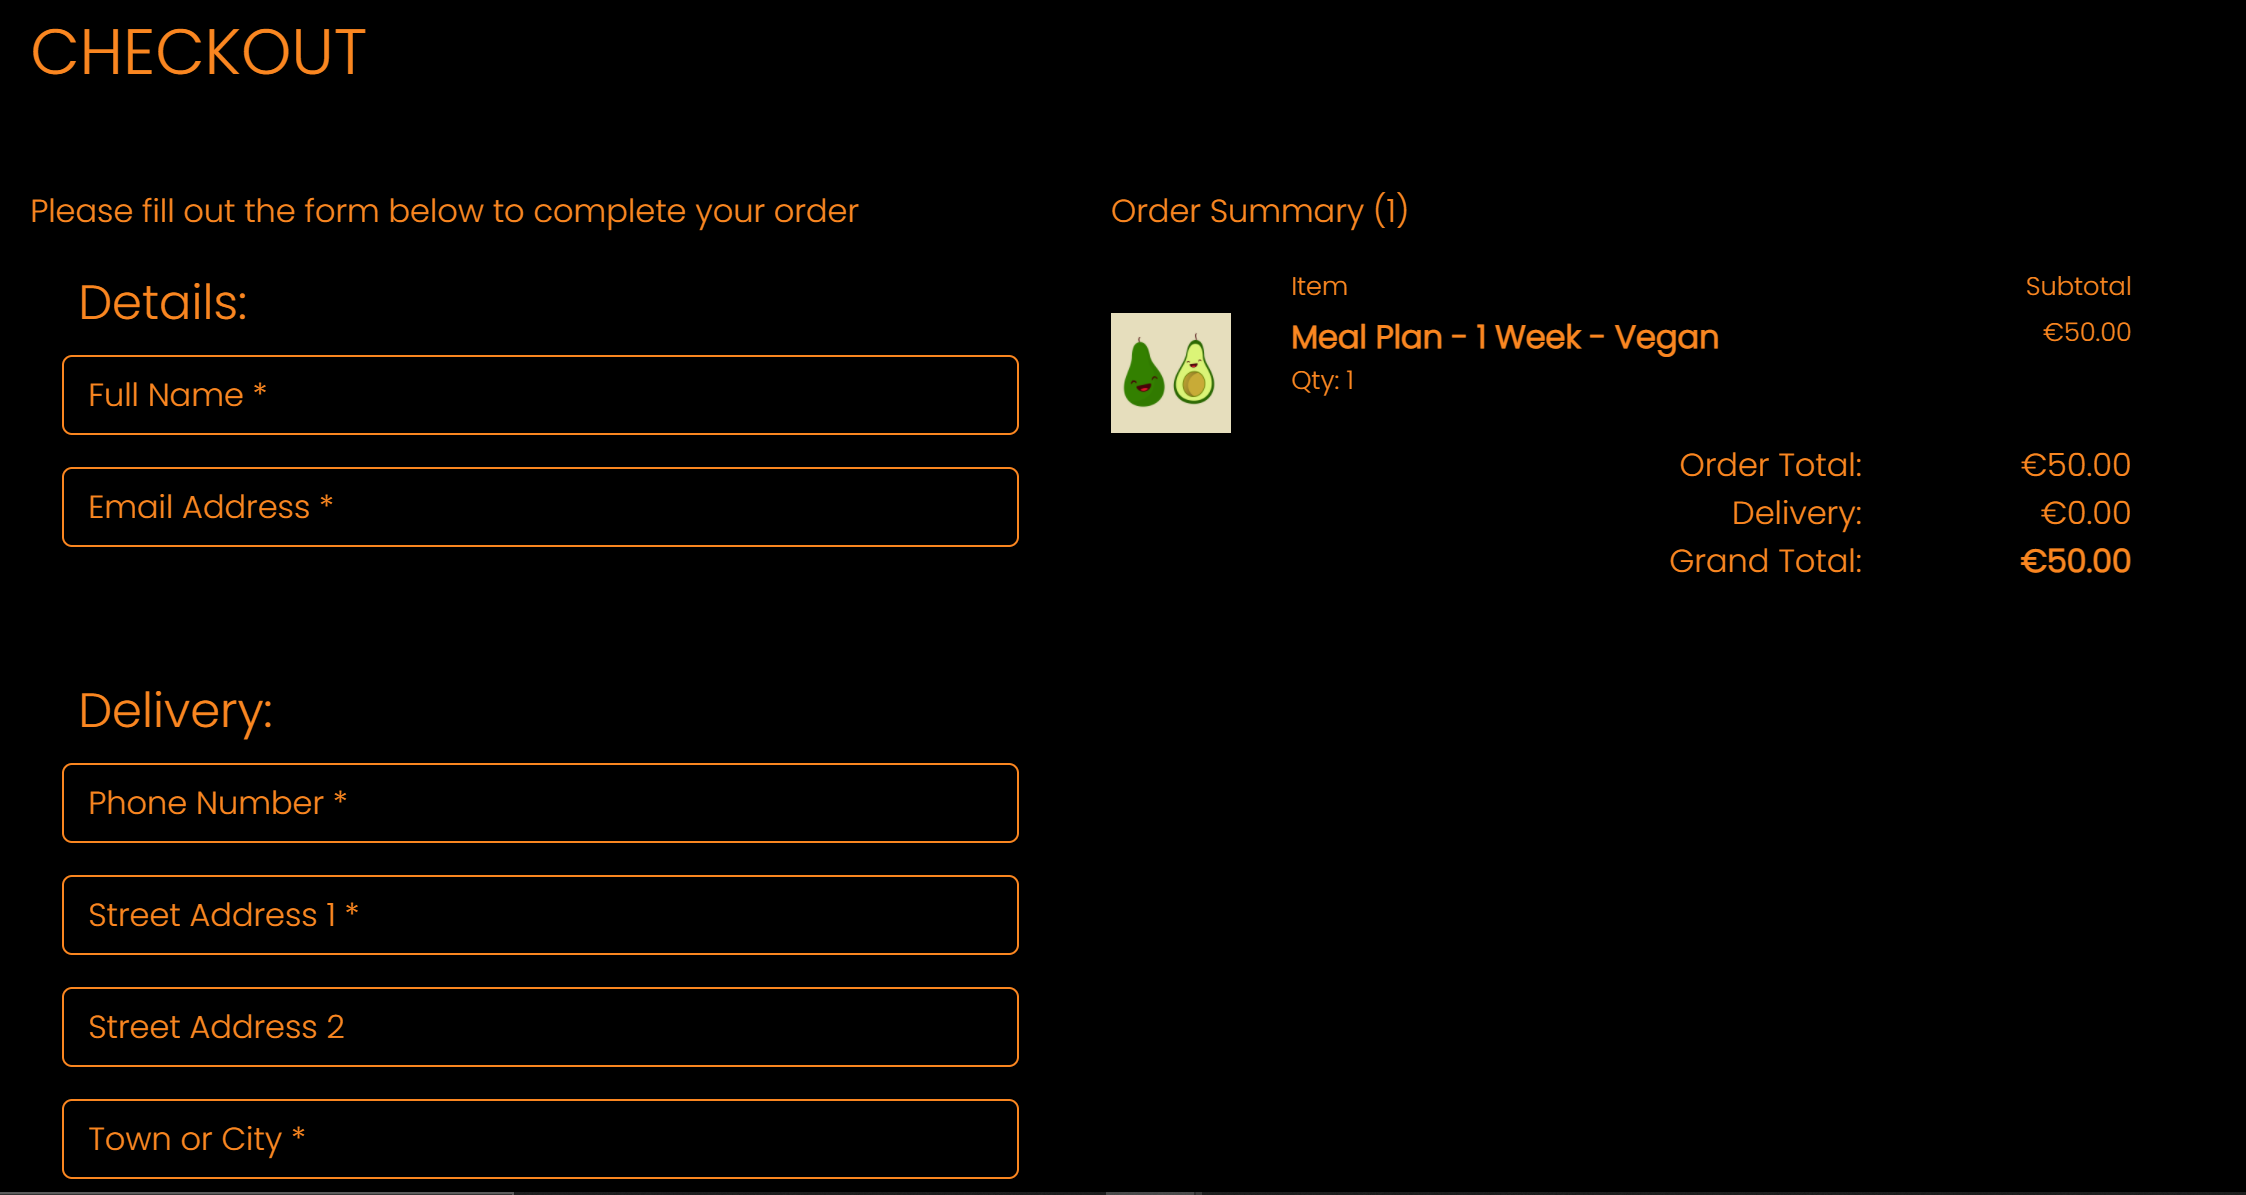 CHECKOUT
Please fill out the form below to complete your order
Details:
Full Name *
Email Address *
Delivery:
Phone Number *
Street Address 1 *
Street Address 2
Town or City *
Order Summary (1)
Item Subtotal
Meal Plan - 1 Week - Vegan €50.00
Qty: 1
Order Total: €50.00
Delivery: €0.00
Grand Total: €50.00